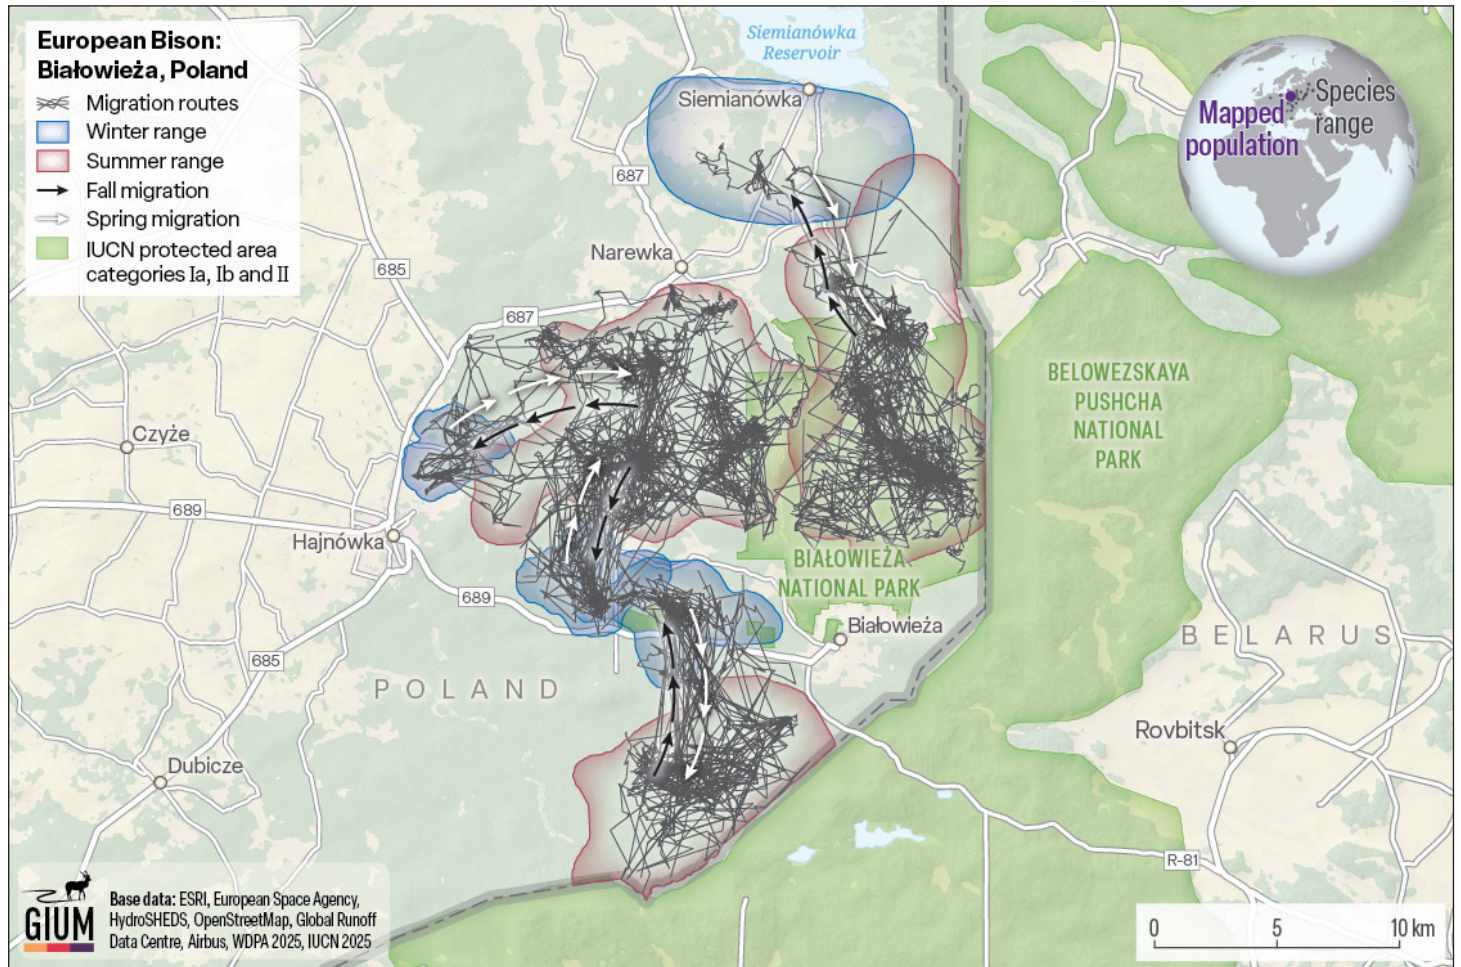 European Bison:
Białowieża, Poland
Migration routes
Winter range
Summer range
Fall migration
Spring migration
IUCN protected area
categories Ia, Ib and II
Siemianówka
Reservoir
Siemianówka
687
Narewka
685
687
Czyże
689
Hajnówka
689
685
POLAND
Dubicze
BIAŁOWIEŻA
NATIONAL PARK
Białowieża
BELOWEZSKAYA
PUSHCHA
NATIONAL
PARK
BELARUS
Rovbitsk
R-81
Mapped
population
Species
range
GIUM
Base data: ESRI, European Space Agency,
HydroSHEDS, OpenStreetMap, Global Runoff
Data Centre, Airbus, WDPA 2025, IUCN 2025
0 5 10 km